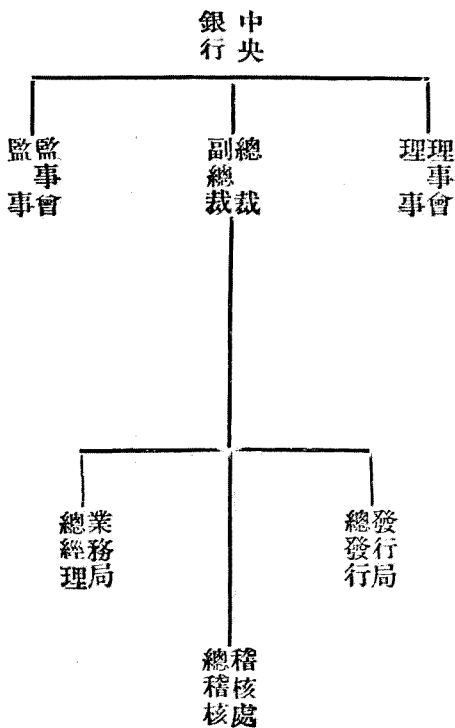 中央
銀行
理事會
理事
總裁
副總裁
監事會
監事
發行局
總發行
業務局
總經理
稽核處
總稽核